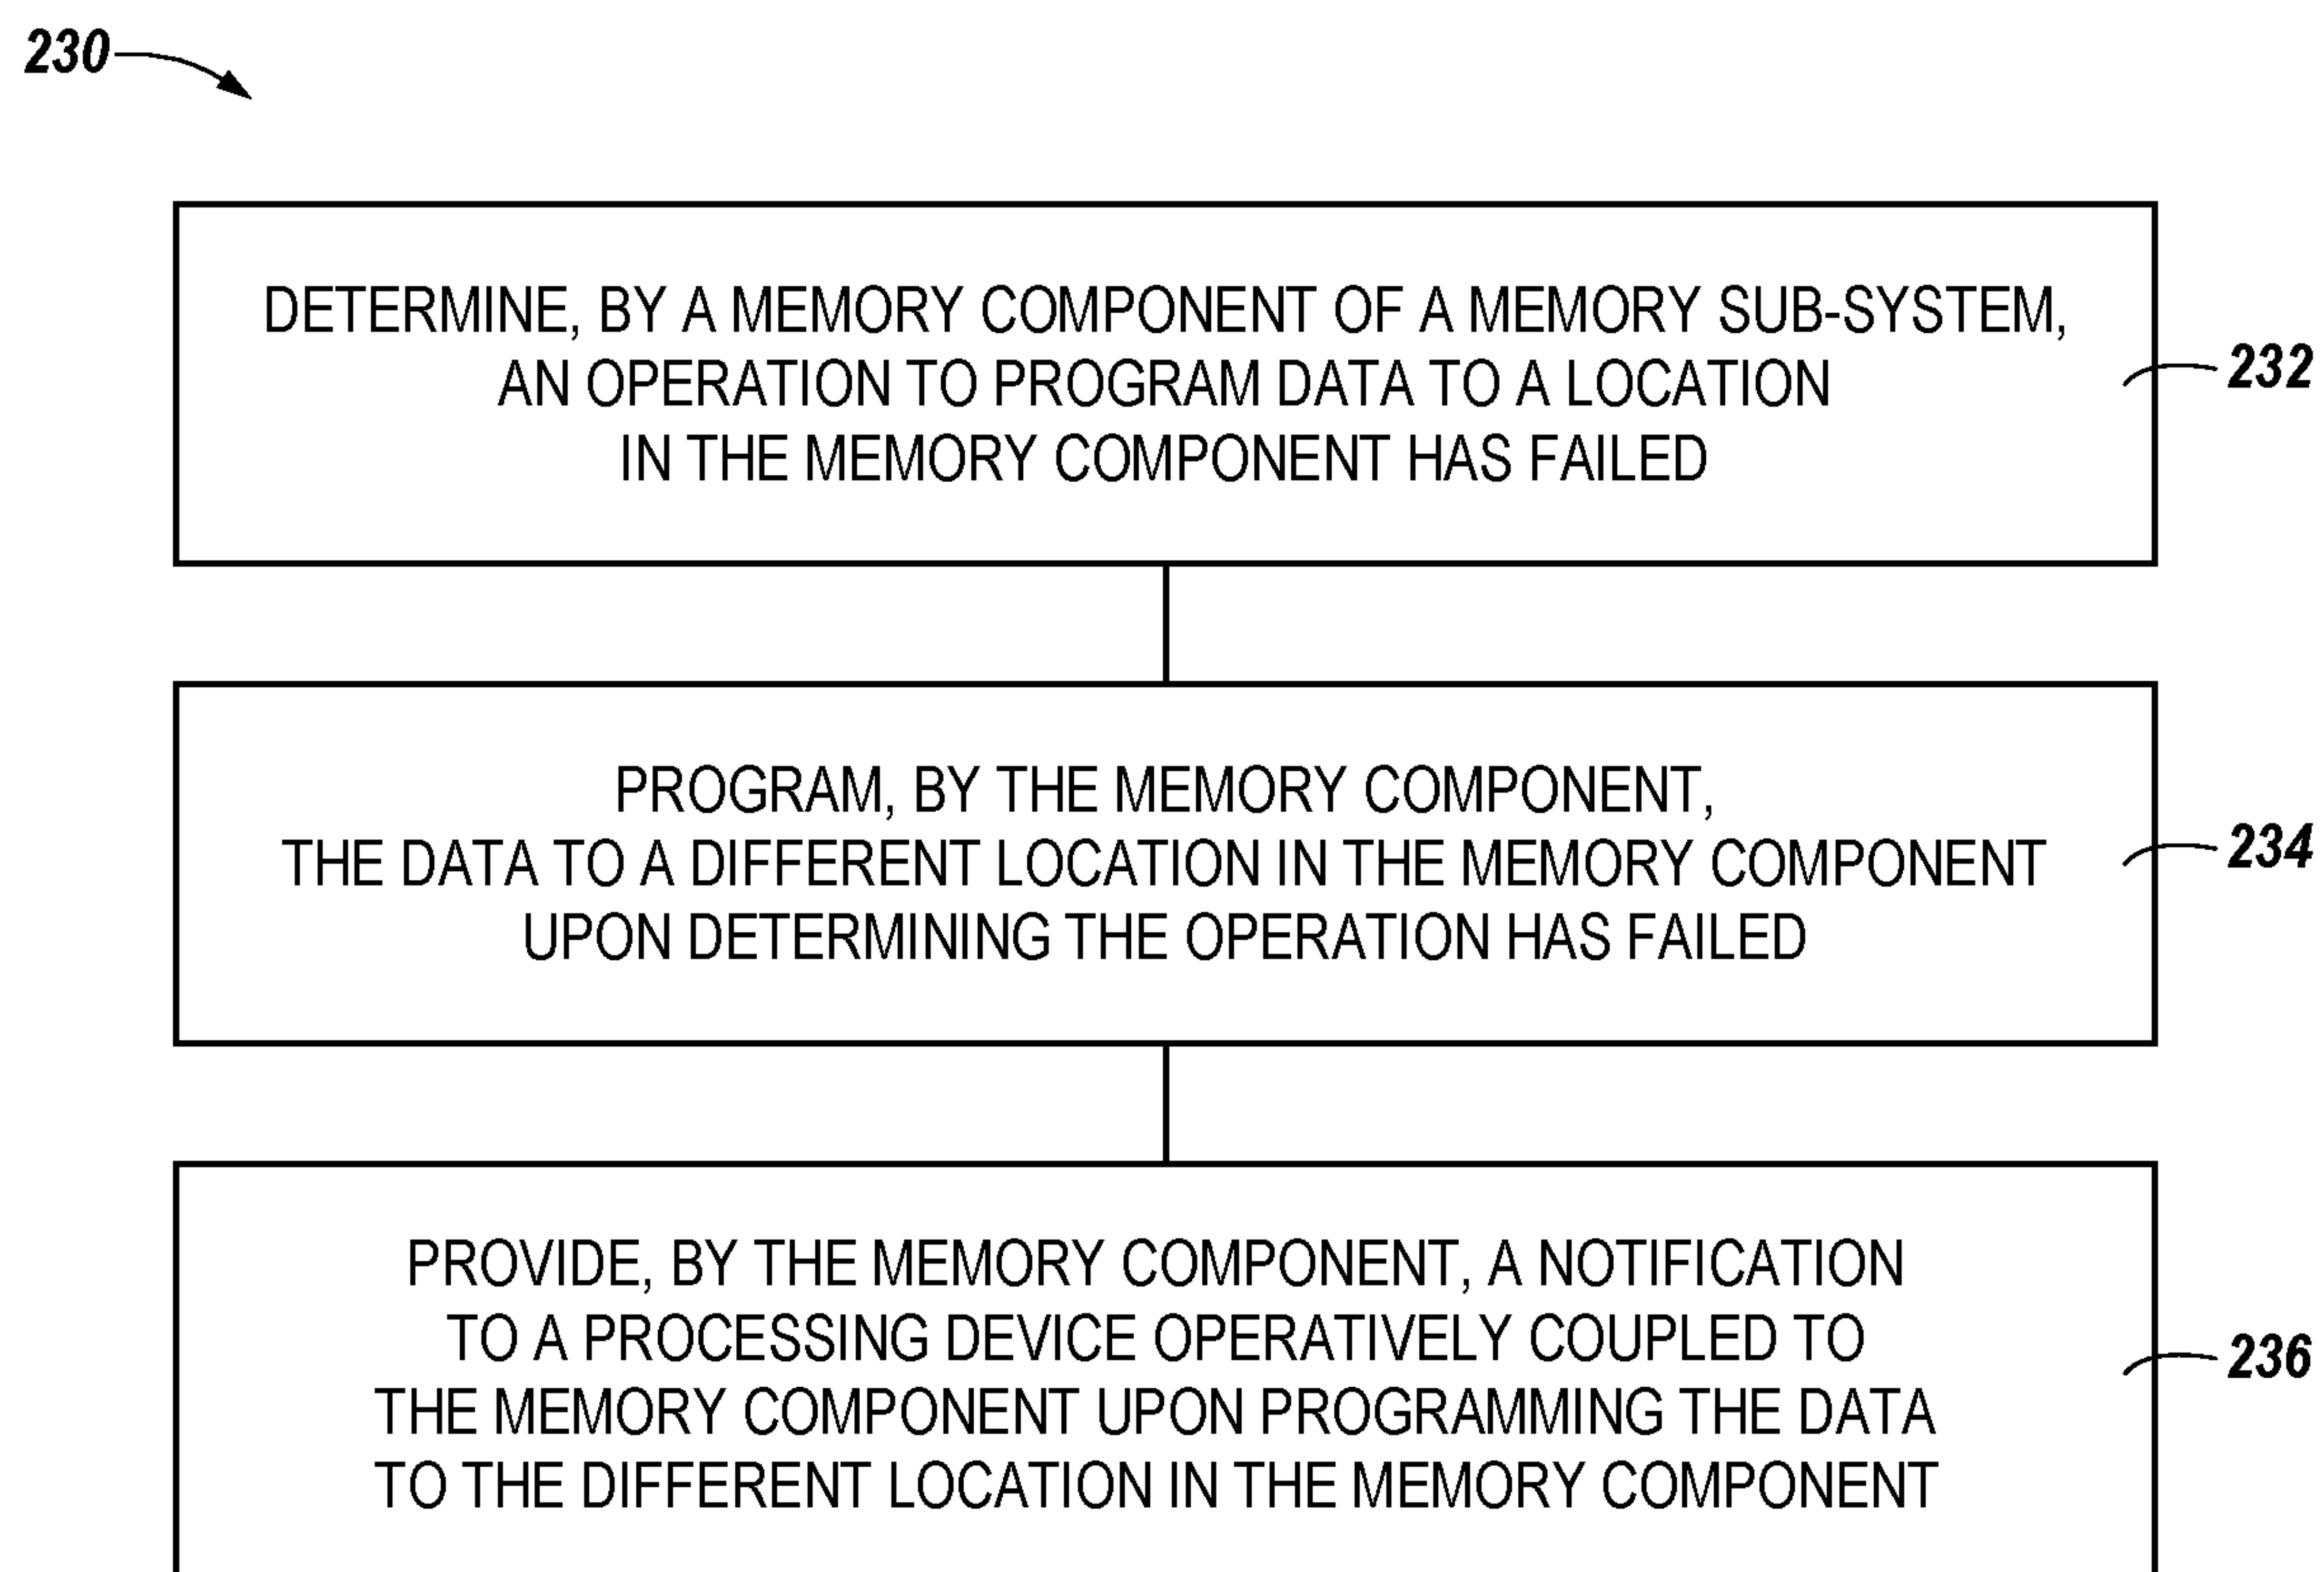 230
DETERMINE, BY A MEMORY COMPONENT OF A MEMORY SUB-SYSTEM,
AN OPERATION TO PROGRAM DATA TO A LOCATION
IN THE MEMORY COMPONENT HAS FAILED
232
PROGRAM, BY THE MEMORY COMPONENT,
THE DATA TO A DIFFERENT LOCATION IN THE MEMORY COMPONENT
UPON DETERMINING THE OPERATION HAS FAILED
234
PROVIDE, BY THE MEMORY COMPONENT, A NOTIFICATION
TO A PROCESSING DEVICE OPERATIVELY COUPLED TO
THE MEMORY COMPONENT UPON PROGRAMMING THE DATA
TO THE DIFFERENT LOCATION IN THE MEMORY COMPONENT
236